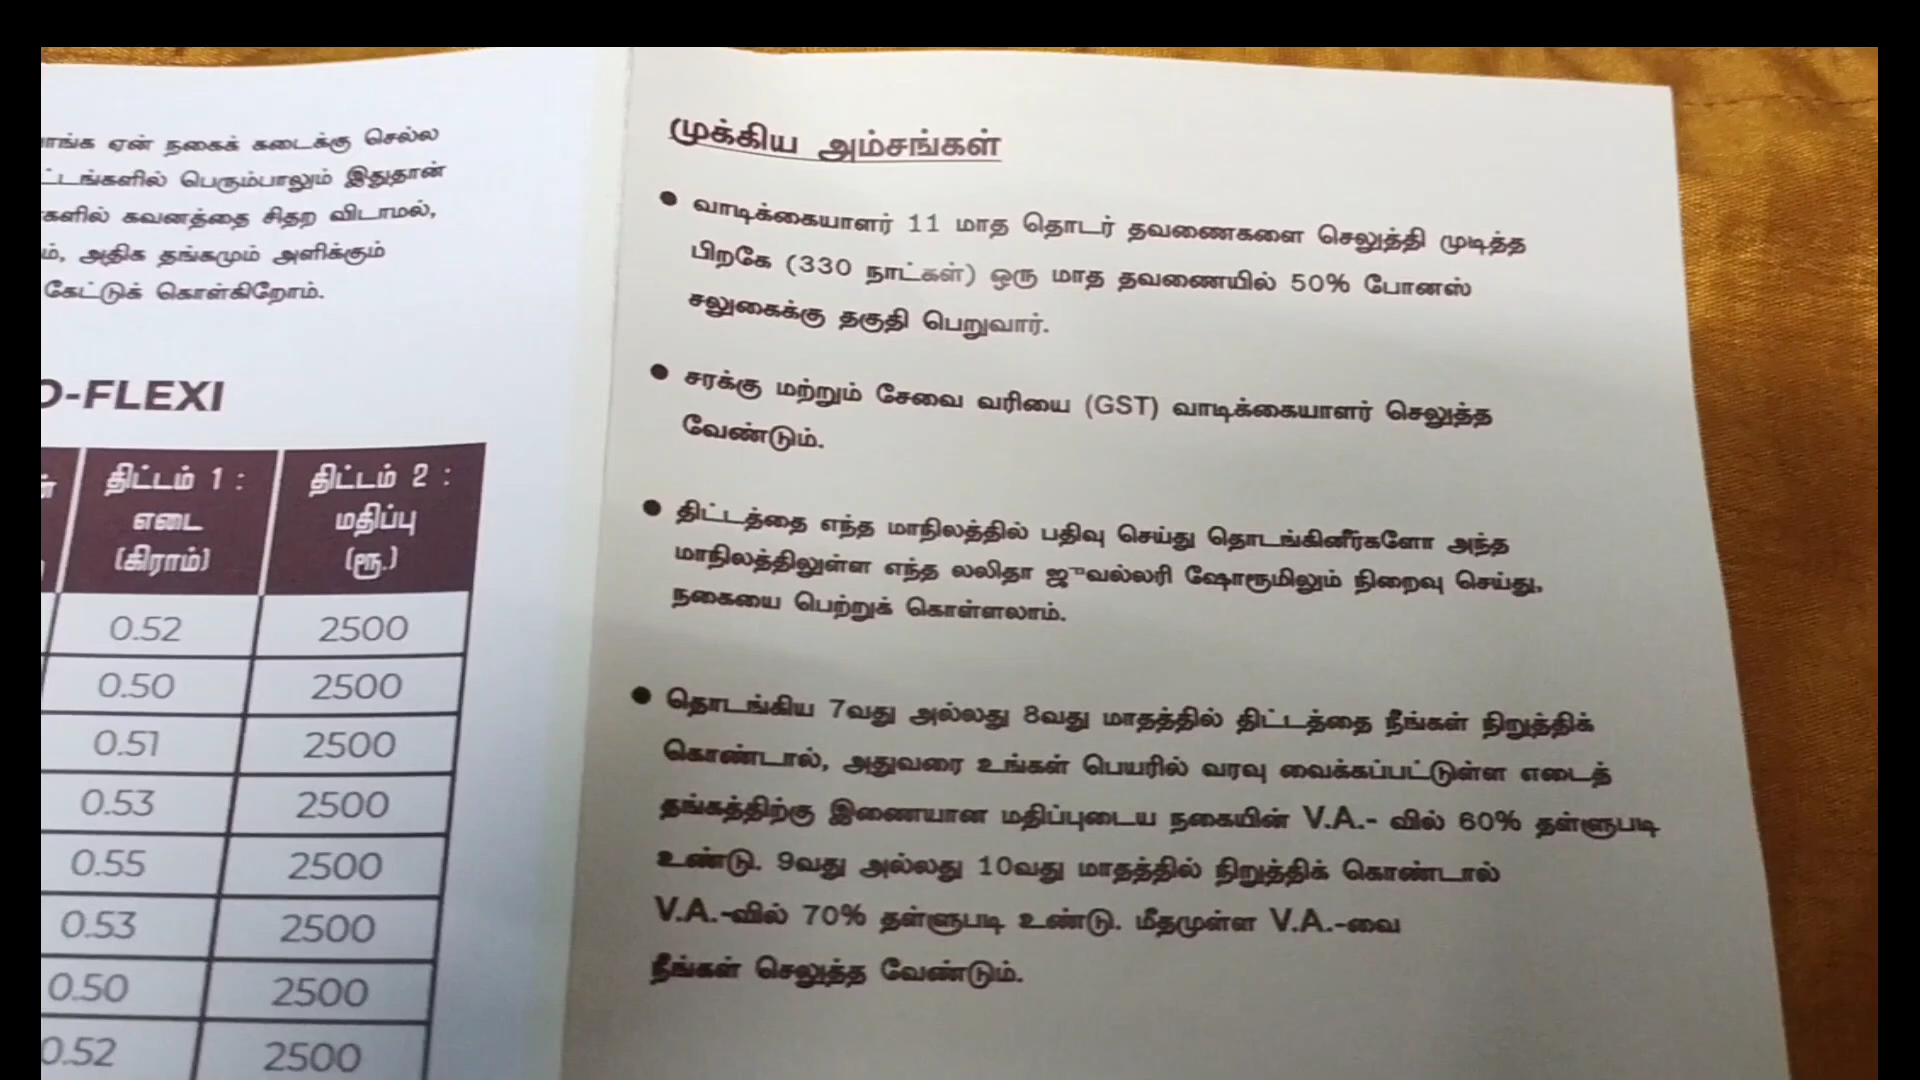 ஏன் நகைக் கடைக்கு செல்ல
பெரும்பாலும் இதுதான்
கவனத்தை சிதற விடாமல்,
அதிக தங்கமும் அளிக்கும்
கேட்டுக் கொள்கிறோம்.
-FLEXI
திட்டம் 1 : எடை (கிராம்) திட்டம் 2 : மதிப்பு (ரூ.)
0.52 2500
0.50 2500
0.51 2500
0.53 2500
0.55 2500
0.53 2500
0.50 2500
0.52 2500
முக்கிய அம்சங்கள்
● வாடிக்கையாளர் 11 மாத தொடர் தவணைகளை செலுத்தி முடித்த
பிறகே (330 நாட்கள்) ஒரு மாத தவணையில் 50% போனஸ்
சலுகைக்கு தகுதி பெறுவார்.
● சரக்கு மற்றும் சேவை வரியை (GST) வாடிக்கையாளர் செலுத்த
வேண்டும்.
● திட்டத்தை எந்த மாநிலத்தில் பதிவு செய்து தொடங்கினீர்களோ அந்த
மாநிலத்திலுள்ள எந்த லலிதா ஜுவல்லரி ஷோரூமிலும் நிறைவு செய்து,
நகையை பெற்றுக் கொள்ளலாம்.
● தொடங்கிய 7வது அல்லது 8வது மாதத்தில் திட்டத்தை நீங்கள் நிறுத்திக்
கொண்டால், அதுவரை உங்கள் பெயரில் வரவு வைக்கப்பட்டுள்ள எடைத்
தங்கத்திற்கு இணையான மதிப்புடைய நகையின் V.A.- வில் 60% தள்ளுபடி
உண்டு. 9வது அல்லது 10வது மாதத்தில் நிறுத்திக் கொண்டால்
V.A.-வில் 70% தள்ளுபடி உண்டு. மீதமுள்ள V.A.-வை
நீங்கள் செலுத்த வேண்டும்.